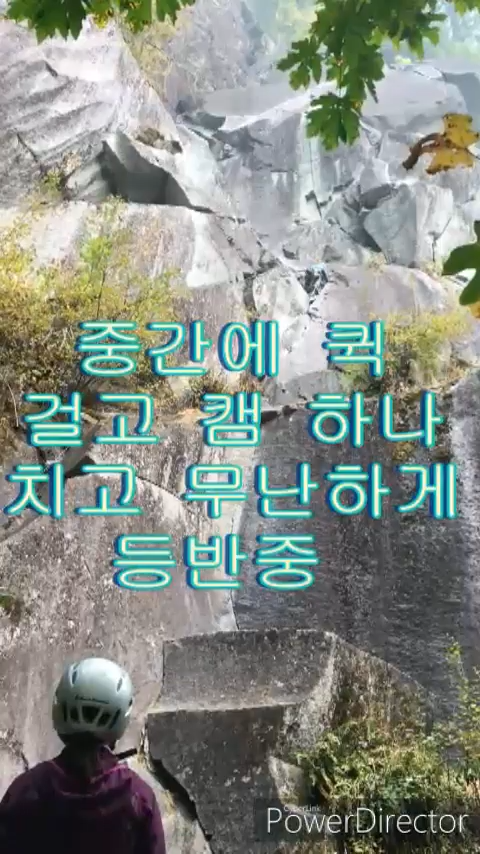 중간에 퀵
걸고 캠 하나
치고 무난하게
등반중
CyberLink
PowerDirector